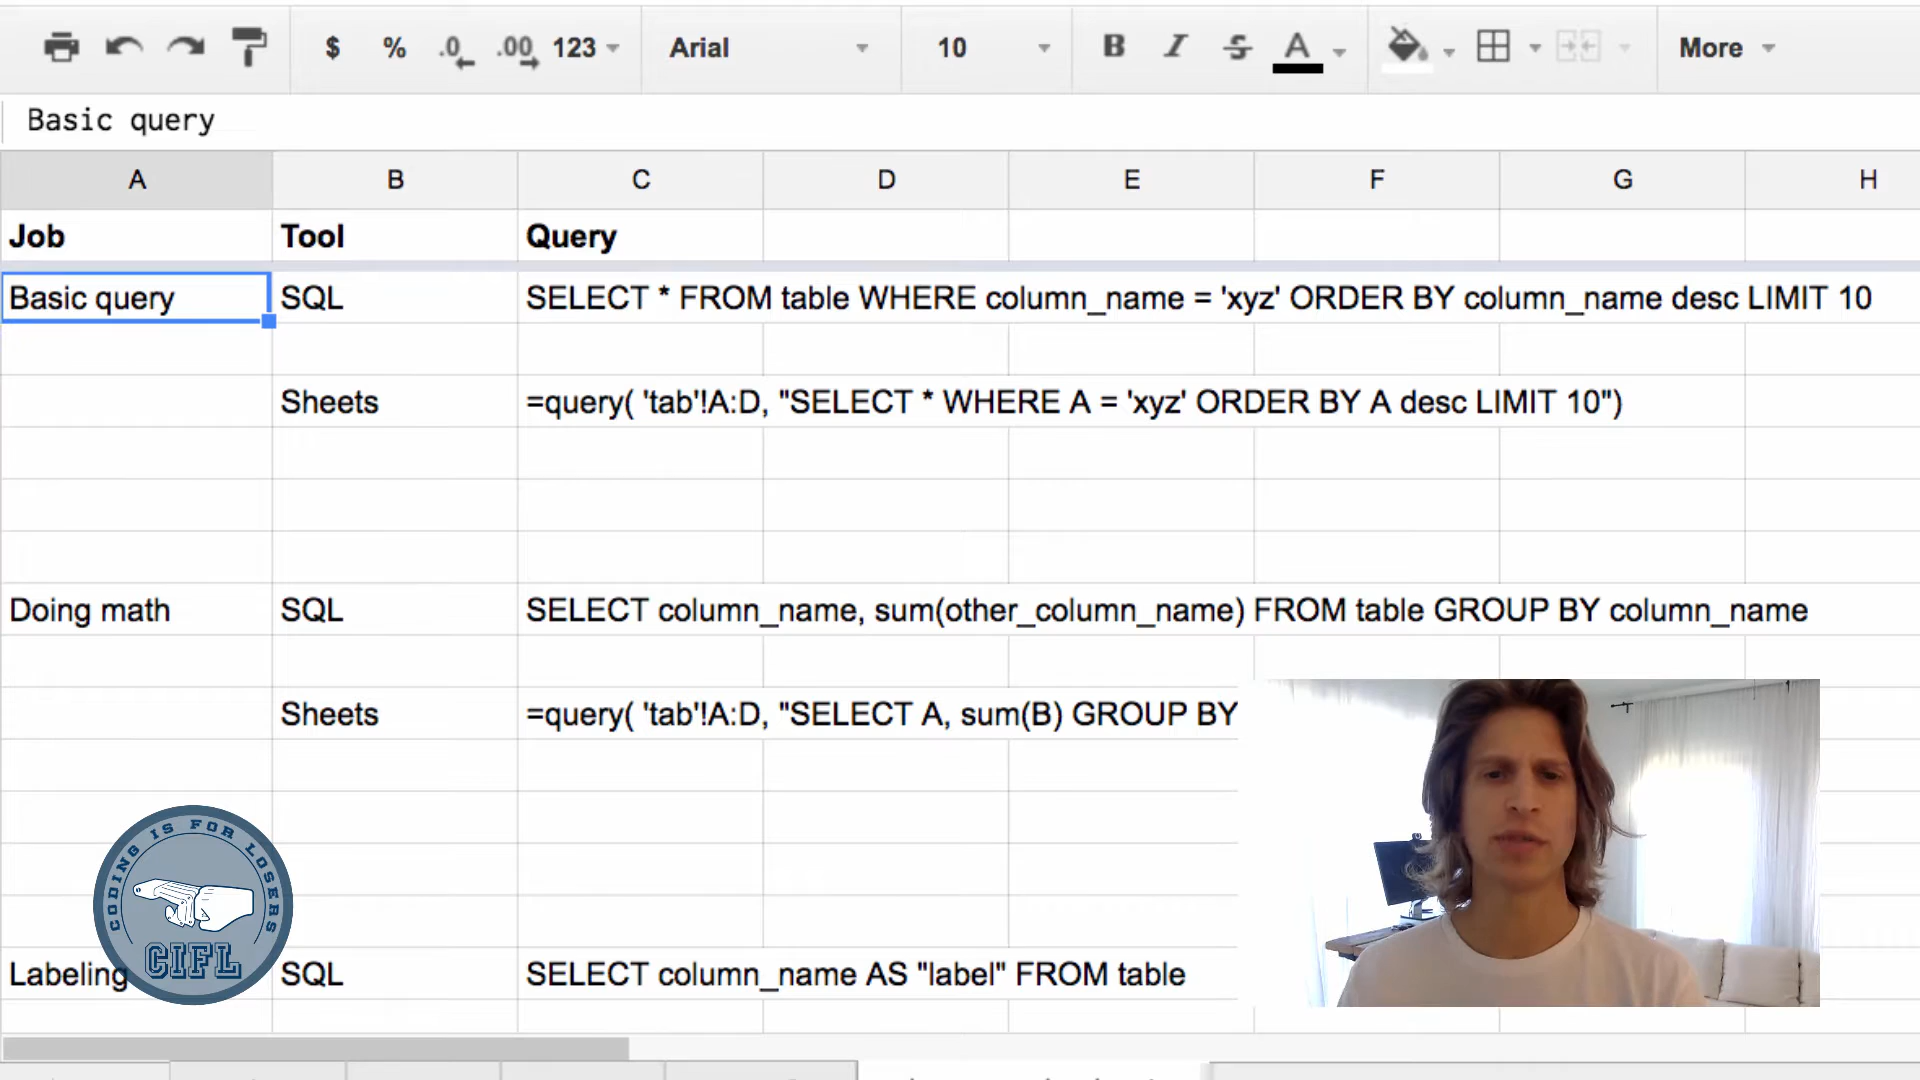 $ % .0 .00 123 Arial 10 B I S A More
Basic query
A B C D E F G H
Job Tool Query
Basic query SQL SELECT * FROM table WHERE column_name = 'xyz' ORDER BY column_name desc LIMIT 10
Sheets =query( 'tab'!A:D, "SELECT * WHERE A = 'xyz' ORDER BY A desc LIMIT 10")
Doing math SQL SELECT column_name, sum(other_column_name) FROM table GROUP BY column_name
Sheets =query( 'tab'!A:D, "SELECT A, sum(B) GROUP BY
CODING IS FOR LOSERS
CIFL
Labeling SQL SELECT column_name AS "label" FROM table